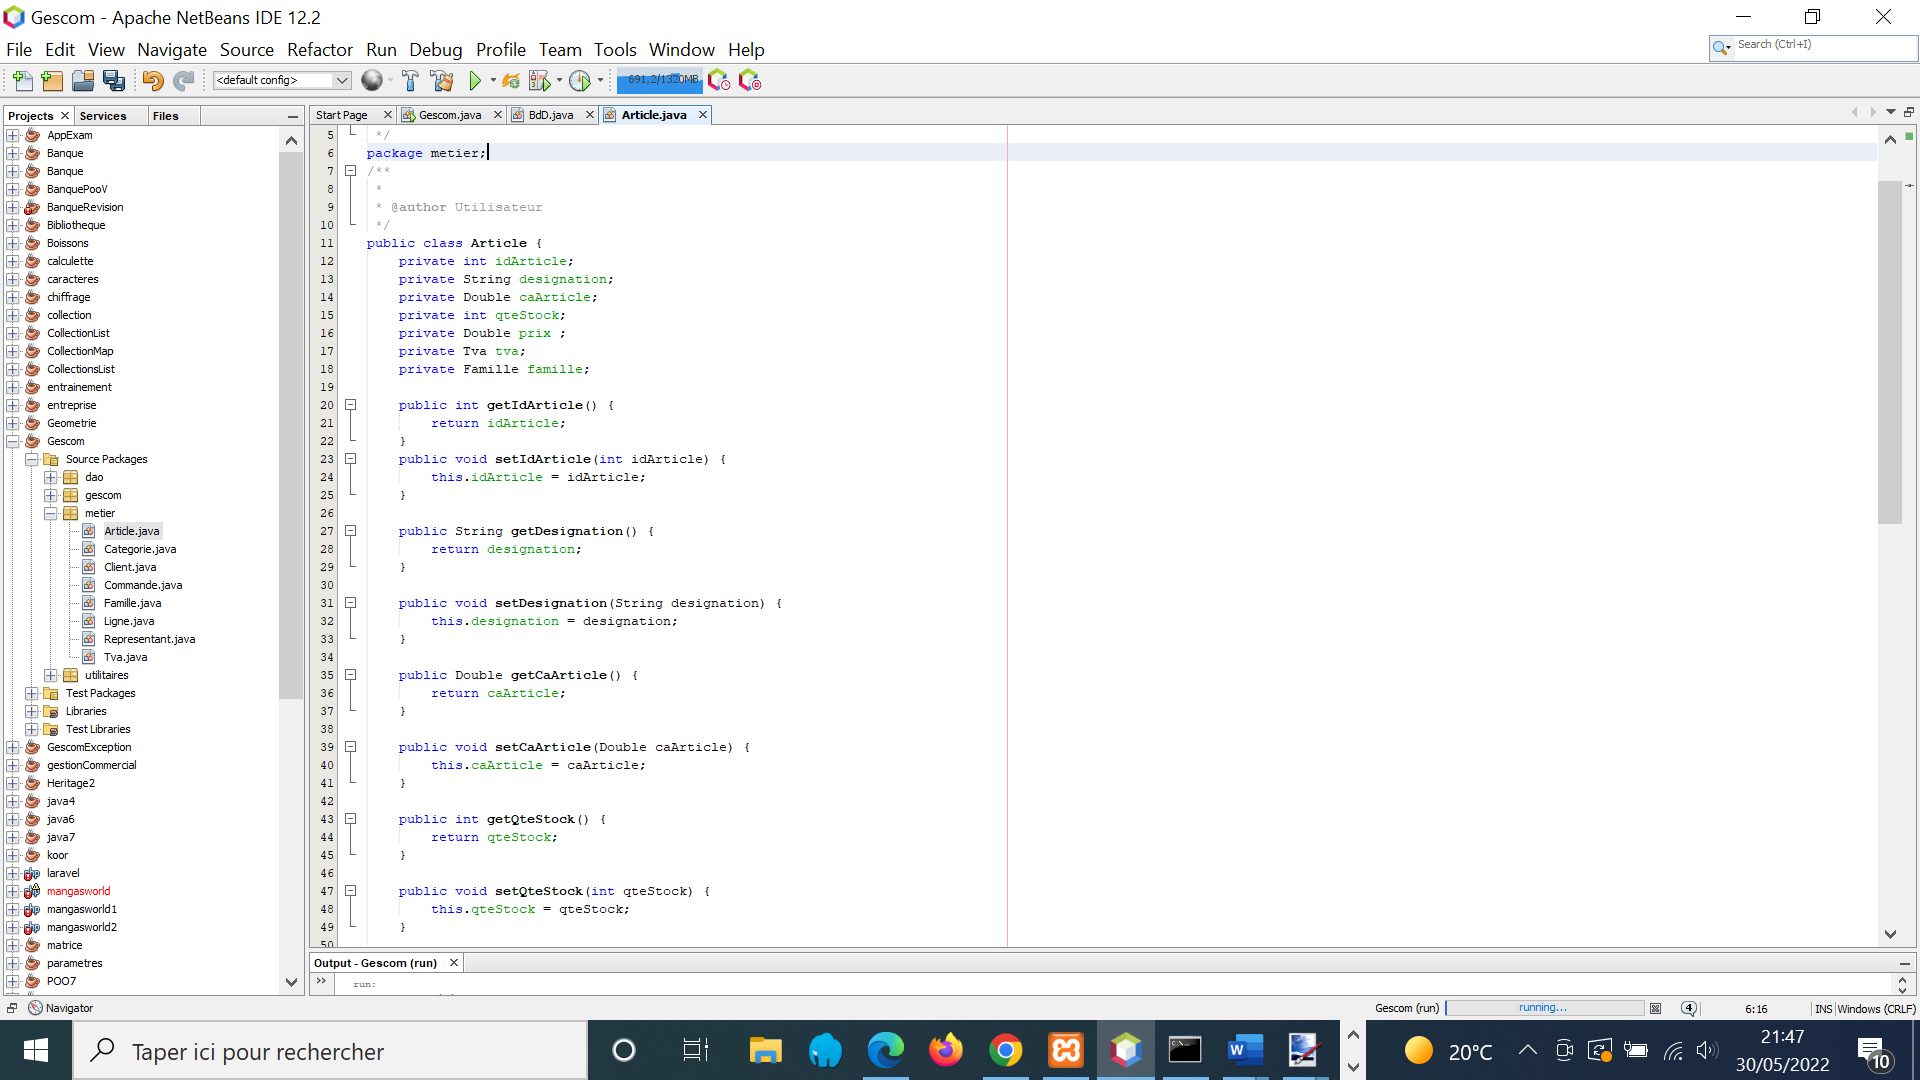 Gescom - Apache NetBeans IDE 12.2
File Edit View Navigate Source Refactor Run Debug Profile Team Tools Window Help
Search (Ctrl+I)
<default config>
691,2/1320MB
Projects Services Files
Start Page Gescom.java BdD.java Article.java
AppExam
Banque
Banque
BanquePooV
BanqueRevision
Bibliotheque
Boissons
calculette
caracteres
chiffrage
collection
CollectionList
CollectionMap
CollectionsList
entrainement
entreprise
Geometrie
Gescom
Source Packages
dao
gescom
metier
Article.java
Categorie.java
Client.java
Commande.java
Famille.java
Ligne.java
Representant.java
Tva.java
utilitaires
Test Packages
Libraries
Test Libraries
GescomException
gestionCommercial
Heritage2
java4
java6
java7
koor
laravel
mangasworld
mangasworld1
mangasworld2
matrice
parametres
POO7
5 */
6 package metier;
7 /**
8 *
9 * @author Utilisateur
10 */
11 public class Article {
12 private int idArticle;
13 private String designation;
14 private Double caArticle;
15 private int qteStock;
16 private Double prix ;
17 private Tva tva;
18 private Famille famille;
19
20 public int getIdArticle() {
21 return idArticle;
22 }
23 public void setIdArticle(int idArticle) {
24 this.idArticle = idArticle;
25 }
26
27 public String getDesignation() {
28 return designation;
29 }
30
31 public void setDesignation(String designation) {
32 this.designation = designation;
33 }
34
35 public Double getCaArticle() {
36 return caArticle;
37 }
38
39 public void setCaArticle(Double caArticle) {
40 this.caArticle = caArticle;
41 }
42
43 public int getQteStock() {
44 return qteStock;
45 }
46
47 public void setQteStock(int qteStock) {
48 this.qteStock = qteStock;
49 }
50
Output - Gescom (run)
run:
Navigator
Gescom (run) running... 4 6:16 INS Windows (CRLF)
Taper ici pour rechercher
20°C
21:47
30/05/2022
10